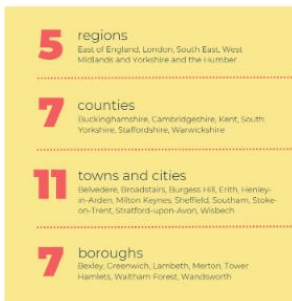 5 regions
East of England, London, South East, West
Midlands and Yorkshire and the Humber
7 counties
Buckinghamshire, Cambridgeshire, Kent, South
Yorkshire, Staffordshire, Warwickshire
11 towns and cities
Belvedere, Broadstairs, Burgess Hill, Erith, Henley-
in-Arden, Milton Keynes, Sheffield, Southam, Stoke-
on-Trent, Stratford-upon-Avon, Wisbech
7 boroughs
Bexley, Greenwich, Lambeth, Merton, Tower
Hamlets, Waltham Forest, Wandsworth